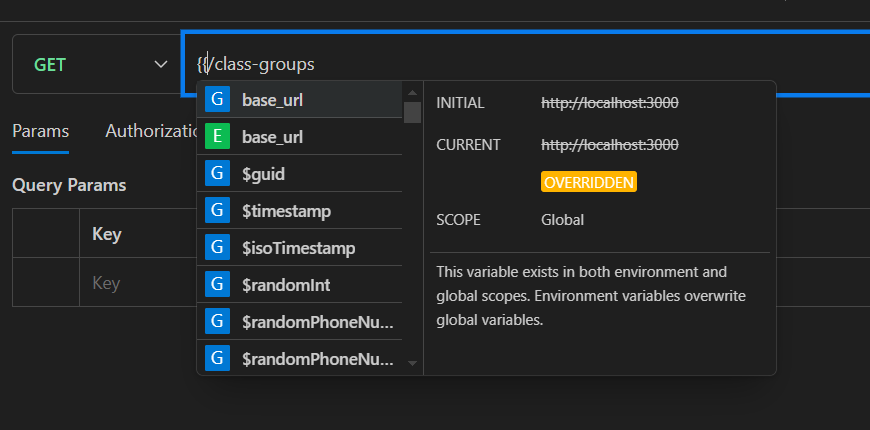 GET
{{/class-groups
Params
Authorizatio
Query Params
Key
Key
G base_url
E base_url
G $guid
G $timestamp
G $isoTimestamp
G $randomInt
G $randomPhoneNu...
G $randomPhoneNu...
INITIAL http://localhost:3000
CURRENT http://localhost:3000
OVERRIDDEN
SCOPE Global
This variable exists in both environment and
global scopes. Environment variables overwrite
global variables.